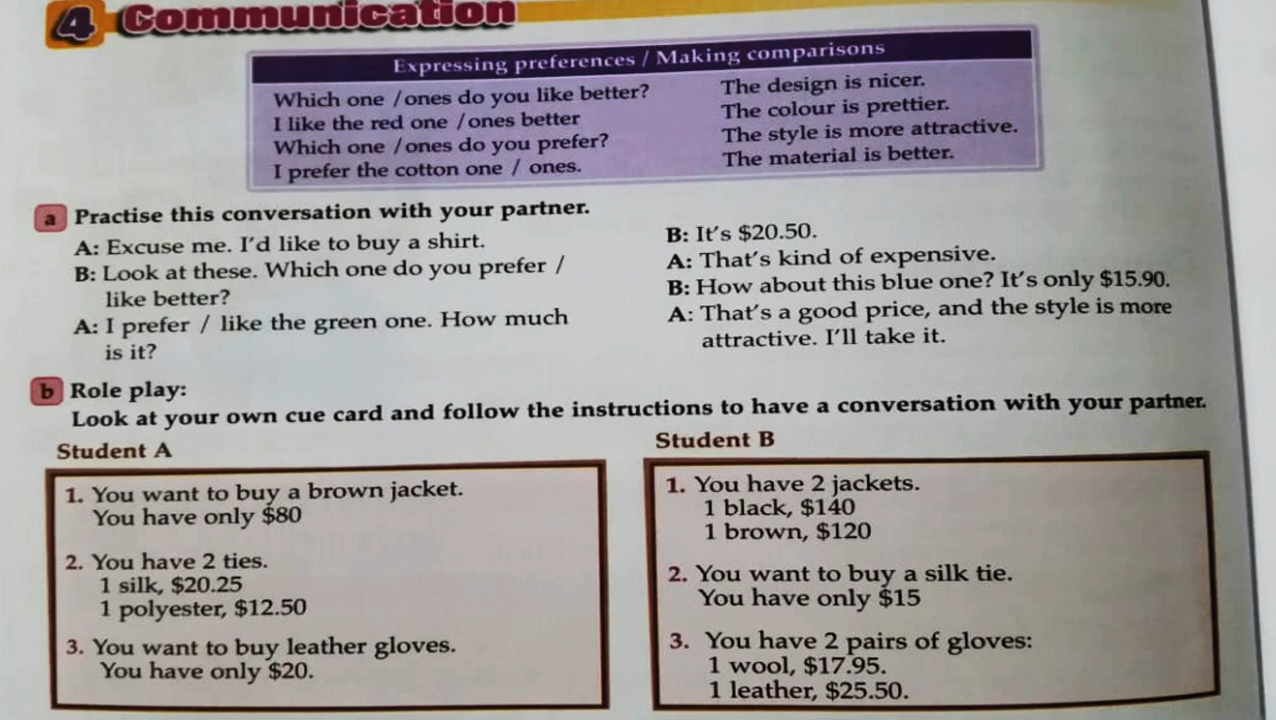 4 Communication
Expressing preferences / Making comparisons
Which one /ones do you like better?
I like the red one /ones better
Which one /ones do you prefer?
I prefer the cotton one / ones.
The design is nicer.
The colour is prettier.
The style is more attractive.
The material is better.
a Practise this conversation with your partner.
A: Excuse me. I'd like to buy a shirt.
B: Look at these. Which one do you prefer /
like better?
A: I prefer / like the green one. How much
is it?
B: It's $20.50.
A: That's kind of expensive.
B: How about this blue one? It's only $15.90.
A: That's a good price, and the style is more
attractive. I'll take it.
b Role play:
Look at your own cue card and follow the instructions to have a conversation with your partner.
Student A
1. You want to buy a brown jacket.
You have only $80
2. You have 2 ties.
1 silk, $20.25
1 polyester, $12.50
3. You want to buy leather gloves.
You have only $20.
Student B
1. You have 2 jackets.
1 black, $140
1 brown, $120
2. You want to buy a silk tie.
You have only $15
3. You have 2 pairs of gloves:
1 wool, $17.95.
1 leather, $25.50.